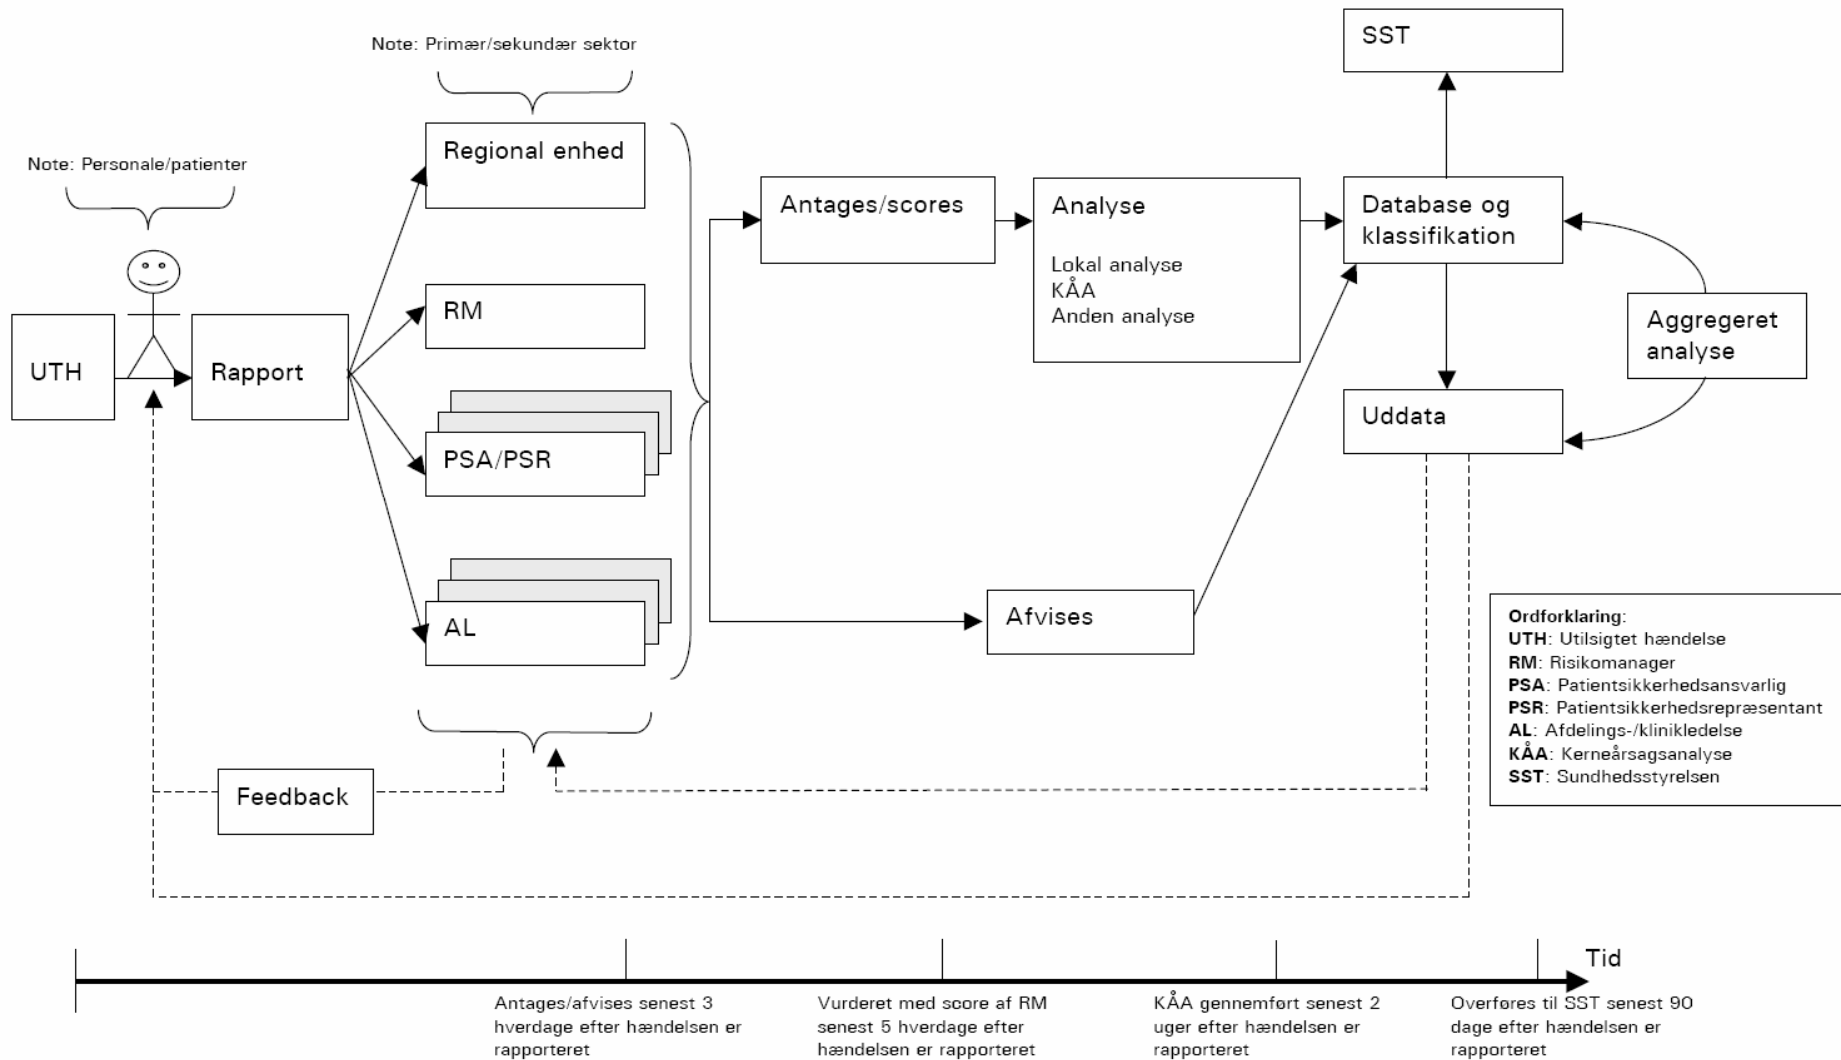 Note: Primær/sekundær sektor
Note: Personale/patienter
UTH
Rapport
Regional enhed
RM
PSA/PSR
AL
Antages/scores
Analyse
Lokal analyse
KÅA
Anden analyse
Afvises
SST
Database og
klassifikation
Uddata
Aggregeret
analyse
Feedback
Ordforklaring:
UTH: Utilsigtet hændelse
RM: Risikomanager
PSA: Patientsikkerhedsansvarlig
PSR: Patientsikkerhedsrepræsentant
AL: Afdelings-/klinikledelse
KÅA: Kerneårsagsanalyse
SST: Sundhedsstyrelsen
Tid
Antages/afvises senest 3
hverdage efter hændelsen er
rapporteret
Vurderet med score af RM
senest 5 hverdage efter
hændelsen er rapporteret
KÅA gennemført senest 2
uger efter hændelsen er
rapporteret
Overføres til SST senest 90
dage efter hændelsen er
rapporteret